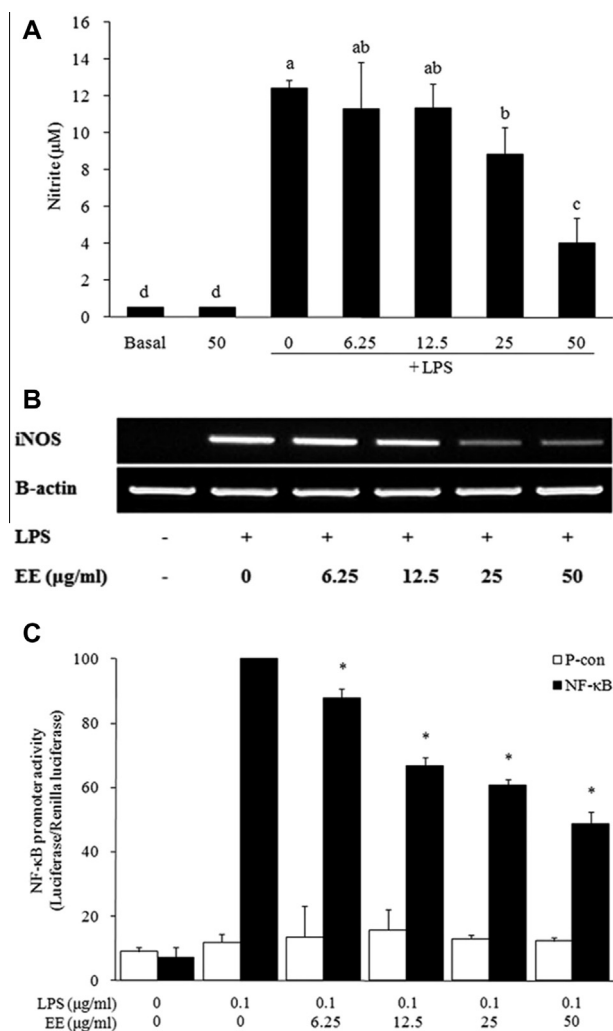 A
16
14
12
10
8
6
4
2
0
Nitrite (μM)
d d a ab ab b c
Basal 50 0 6.25 12.5 25 50
+ LPS
B
iNOS
B-actin
LPS - + + + + +
EE (μg/ml) - 0 6.25 12.5 25 50
C
P-con
NF-κB
100
80
60
40
20
0
NF-κB promoter activity
(Luciferase/Renilla luciferase)
* * * *
LPS (μg/ml) 0 0.1 0.1 0.1 0.1 0.1
EE (μg/ml) 0 0 6.25 12.5 25 50